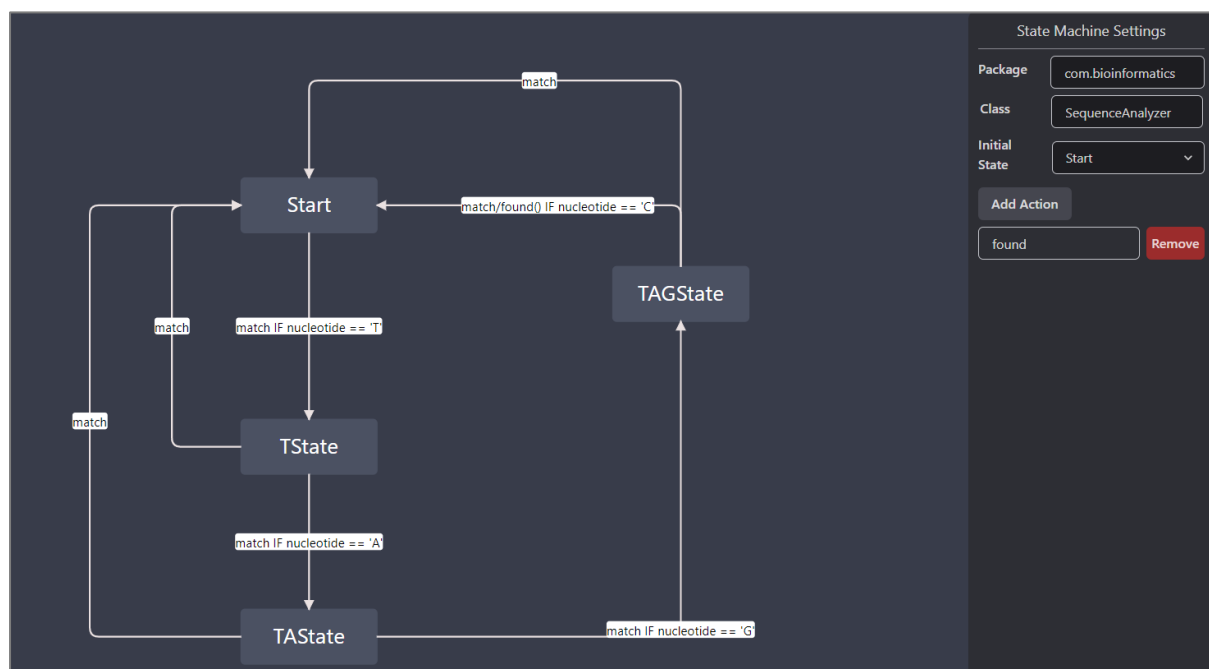 match
Start
match/found() IF nucleotide == 'C'
TAGState
match
match IF nucleotide == 'T'
match
TState
match IF nucleotide == 'A'
TAState
match IF nucleotide == 'G'
State Machine Settings
Package
com.bioinformatics
Class
SequenceAnalyzer
Initial
State
Start
Add Action
found
Remove